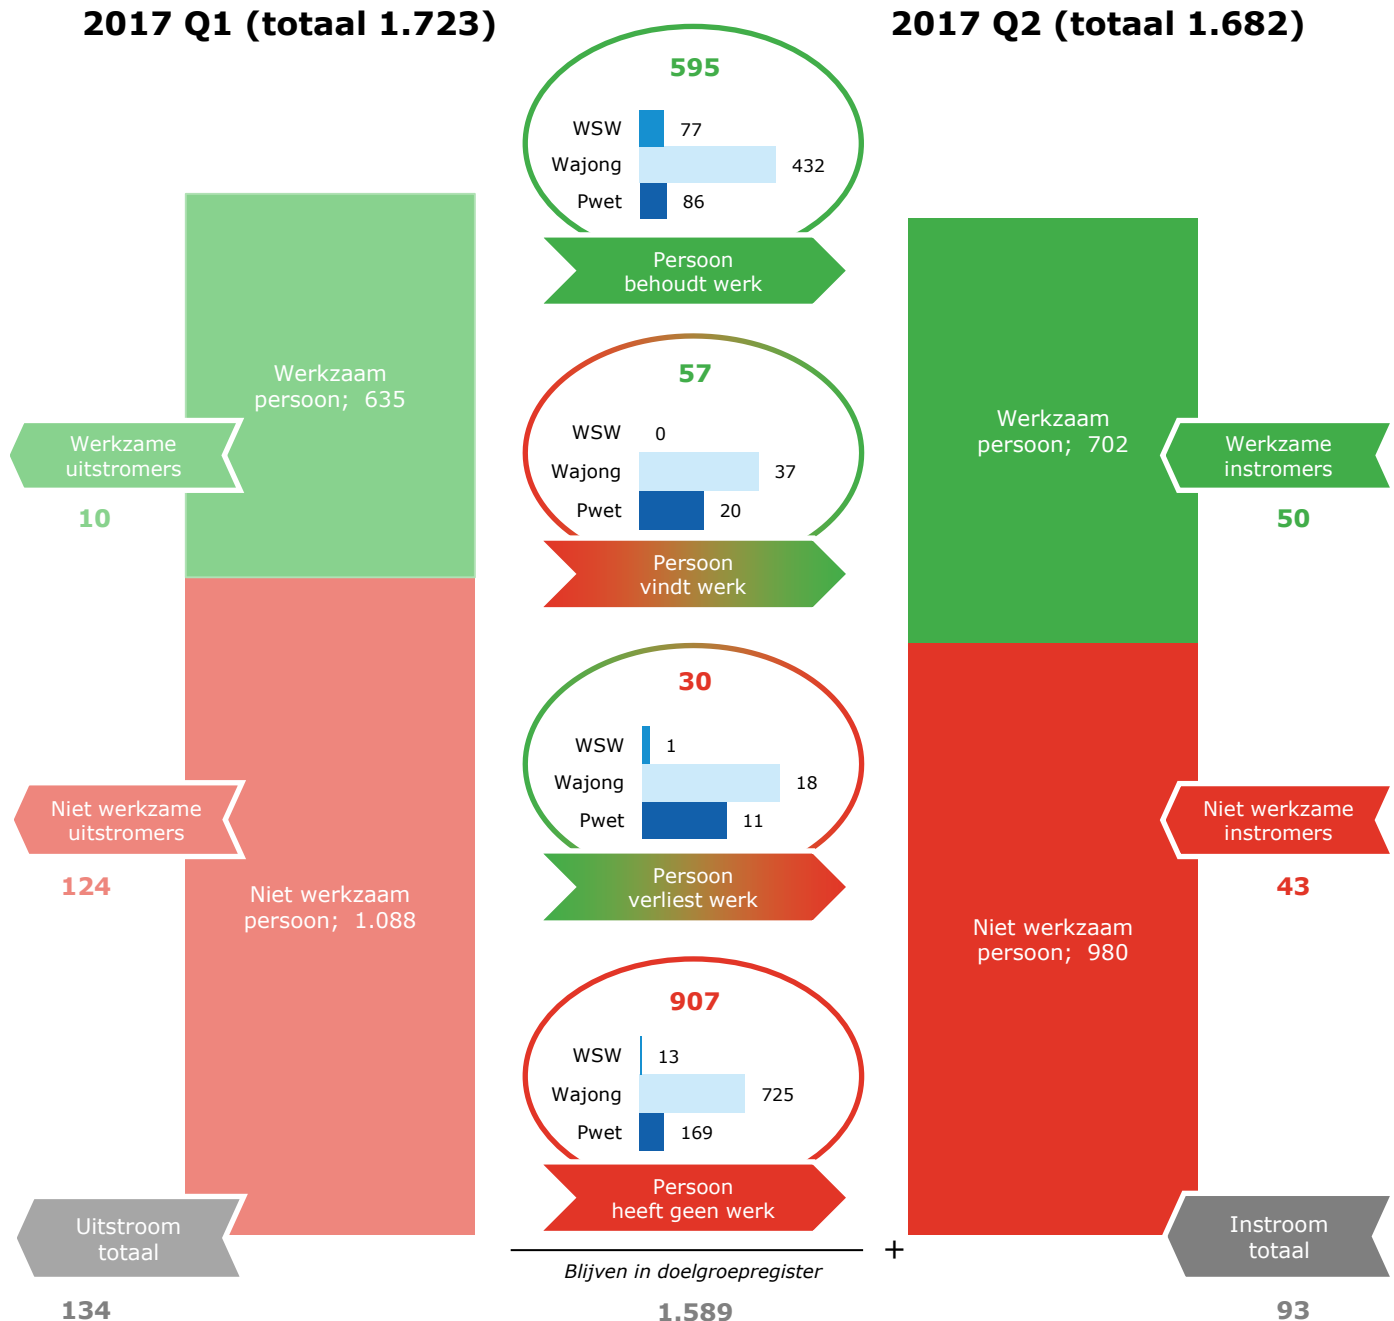 2017 Q1 (totaal 1.723)
2017 Q2 (totaal 1.682)
595
WSW 77
Wajong 432
Pwet 86
Persoon
behoudt werk
57
WSW 0
Wajong 37
Pwet 20
Persoon
vindt werk
30
WSW 1
Wajong 18
Pwet 11
Persoon
verliest werk
907
WSW 13
Wajong 725
Pwet 169
Persoon
heeft geen werk
+
Blijven in doelgroepregister
1.589
Werkzaam
persoon; 635
Werkzame
uitstromers
10
Niet werkzaam
persoon; 1.088
Niet werkzame
uitstromers
124
Uitstroom
totaal
134
Werkzaam
persoon; 702
Werkzame
instromers
50
Niet werkzaam
persoon; 980
Niet werkzame
instromers
43
Instroom
totaal
93